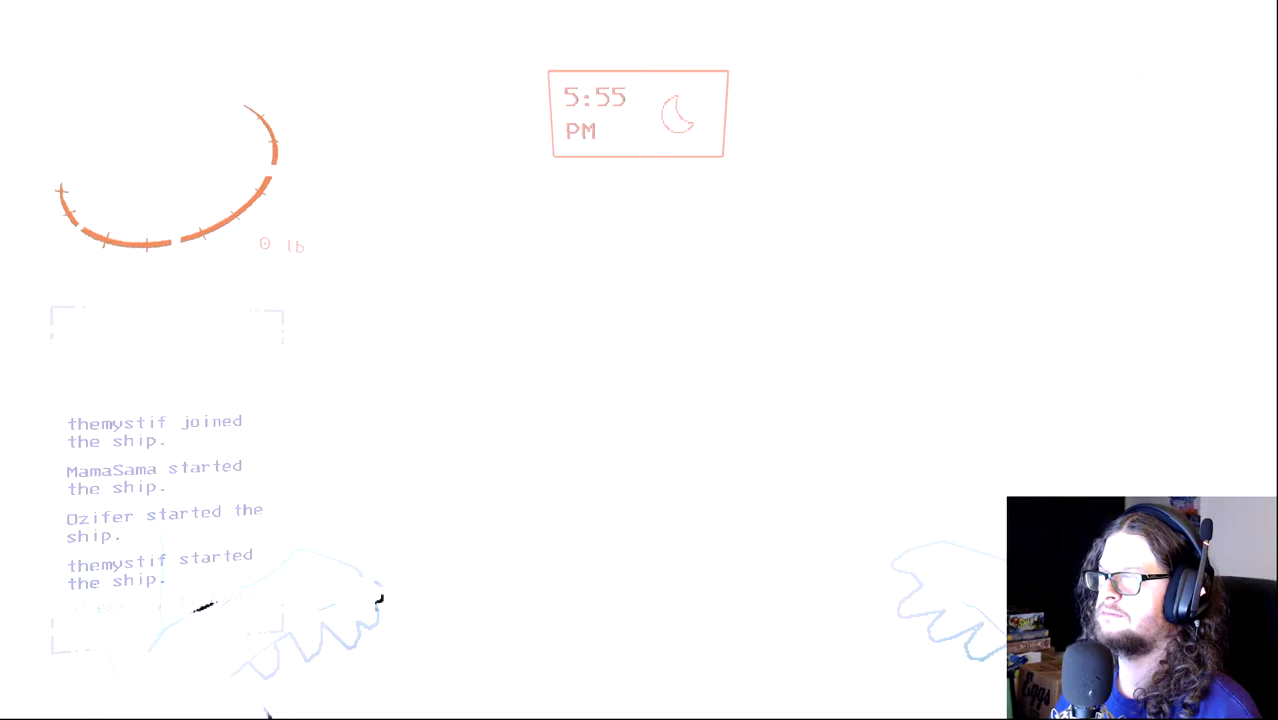 5:55
PM
0 lb
themystif joined
the ship.
MamaSama started
the ship.
Ozifer started the
ship.
themystif started
the ship.
Eggs